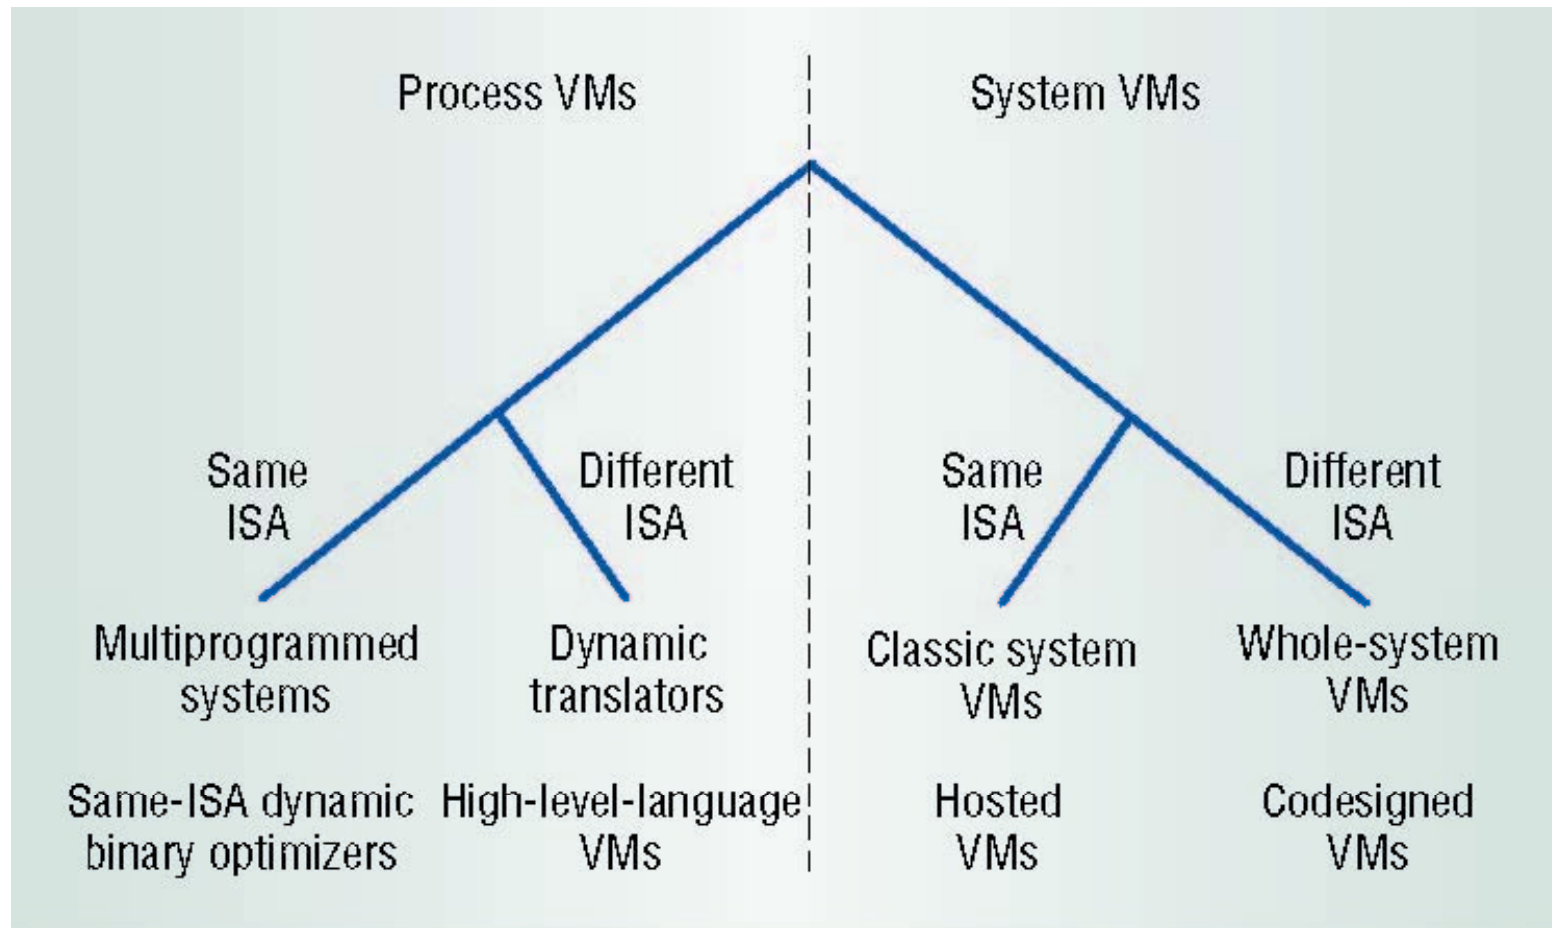 Process VMs
System VMs
Same
ISA
Different
ISA
Same
ISA
Different
ISA
Multiprogrammed
systems
Dynamic
translators
Classic system
VMs
Whole-system
VMs
Same-ISA dynamic
binary optimizers
High-level-language
VMs
Hosted
VMs
Codesigned
VMs